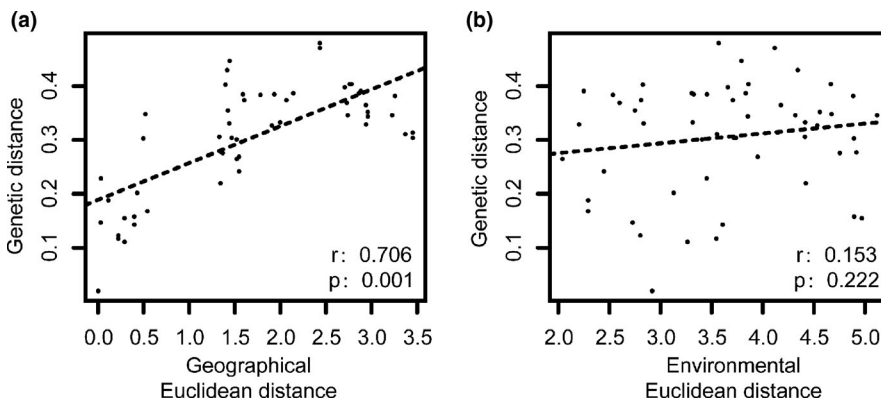 (a)
Genetic distance
0.4
0.3
0.2
0.1
r: 0.706
p: 0.001
0.0 0.5 1.0 1.5 2.0 2.5 3.0 3.5
Geographical
Euclidean distance
(b)
Genetic distance
0.4
0.3
0.2
0.1
r: 0.153
p: 0.222
2.0 2.5 3.0 3.5 4.0 4.5 5.0
Environmental
Euclidean distance